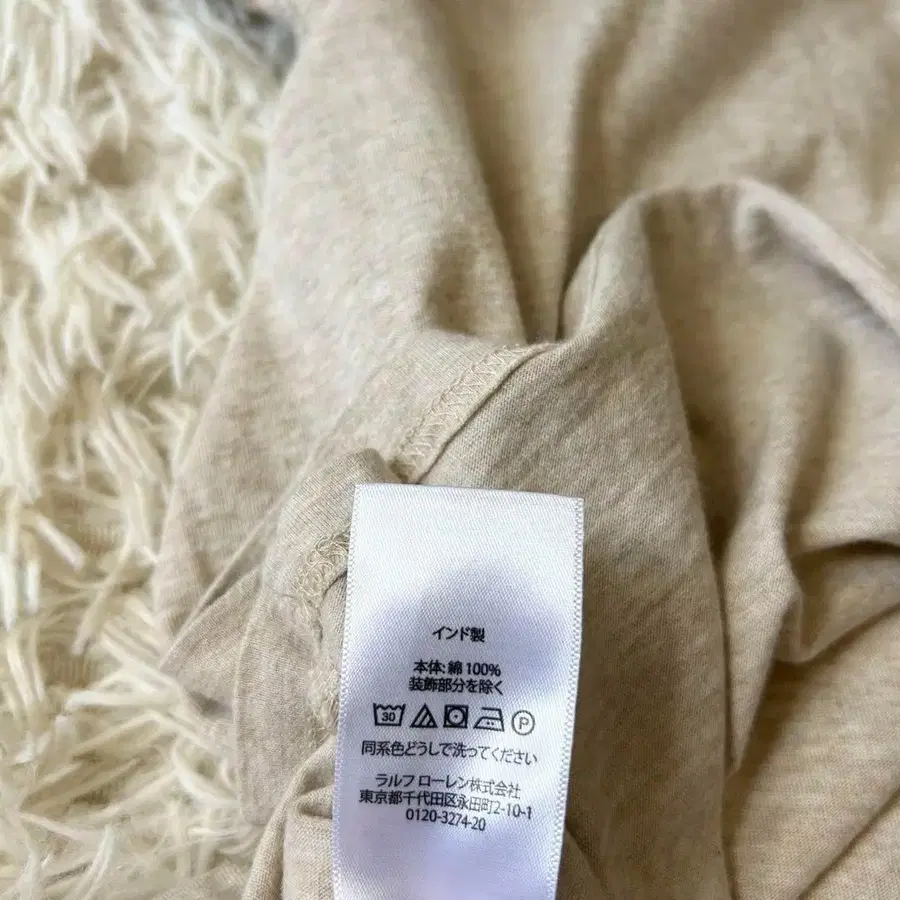 インド製
本体: 綿 100%
装飾部分を除く
30 P
同系色どうしで洗ってください
ラルフ ローレン株式会社
東京都千代田区永田町2-10-1
0120-3274-20